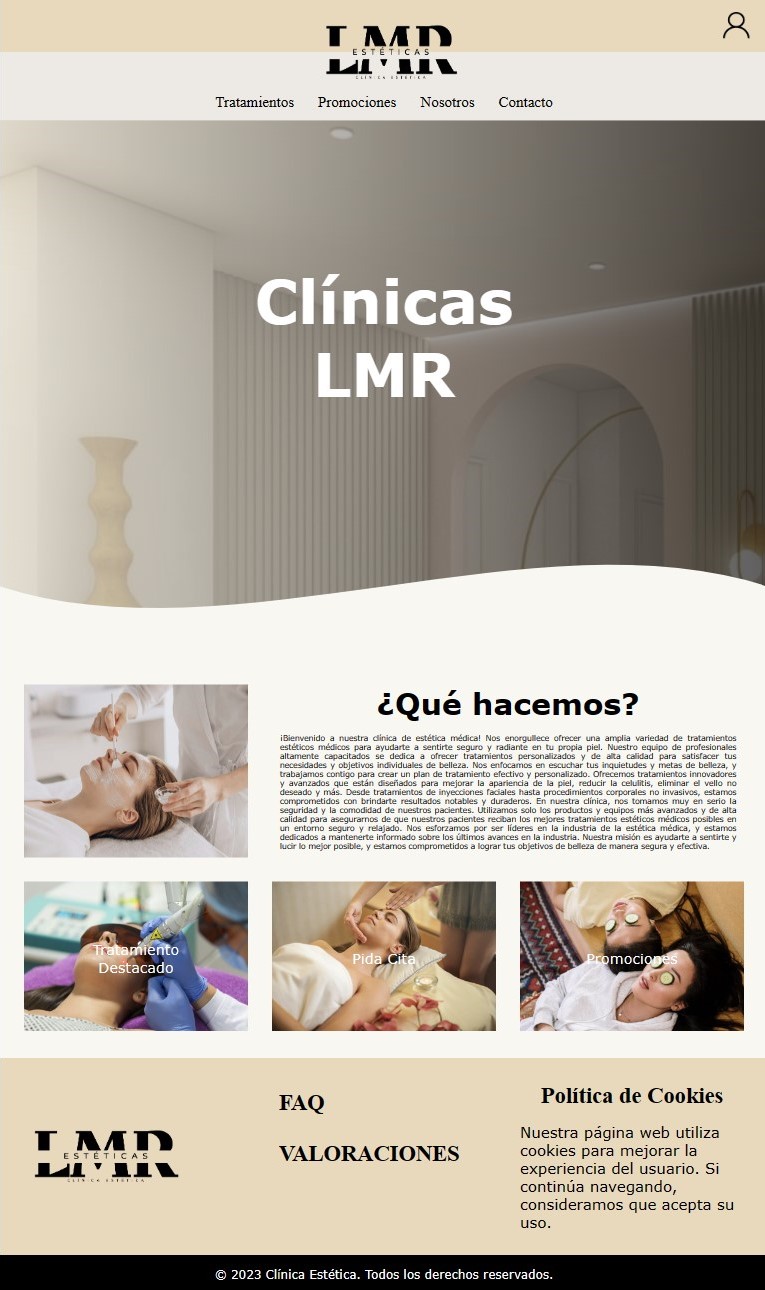 LMR
ESTÉTICAS
CLÍNICA ESTÉTICA
Tratamientos Promociones Nosotros Contacto
Clínicas
LMR
¿Qué hacemos?
¡Bienvenido a nuestra clínica de estética médica! Nos enorgullece ofrecer una amplia variedad de tratamientos
estéticos médicos para ayudarte a sentirte seguro y radiante en tu propia piel. Nuestro equipo de profesionales
altamente capacitados se dedica a ofrecer tratamientos personalizados y de alta calidad para satisfacer tus
necesidades y objetivos individuales de belleza. Nos enfocamos en escuchar tus inquietudes y metas de belleza, y
trabajamos contigo para crear un plan de tratamiento efectivo y personalizado. Ofrecemos tratamientos innovadores
y avanzados que están diseñados para mejorar la apariencia de la piel, reducir la celulitis, eliminar el vello no
deseado y más. Desde tratamientos de inyecciones faciales hasta procedimientos corporales no invasivos, estamos
comprometidos con brindarte resultados notables y duraderos. En nuestra clínica, nos tomamos muy en serio la
seguridad y la comodidad de nuestros pacientes. Utilizamos solo los productos y equipos más avanzados y de alta
calidad para asegurarnos de que nuestros pacientes reciban los mejores tratamientos estéticos médicos posibles en
un entorno seguro y relajado. Nos esforzamos por ser líderes en la industria de la estética médica, y estamos
dedicados a mantenerte informado sobre los últimos avances en la industria. Nuestra misión es ayudarte a sentirte y
lucir lo mejor posible, y estamos comprometidos a lograr tus objetivos de belleza de manera segura y efectiva.
Tratamiento
Destacado
Pida Cita
Promociones
LMR
ESTÉTICAS
CLÍNICA ESTÉTICA
FAQ
VALORACIONES
Política de Cookies
Nuestra página web utiliza
cookies para mejorar la
experiencia del usuario. Si
continúa navegando,
consideramos que acepta su
uso.
© 2023 Clínica Estética. Todos los derechos reservados.